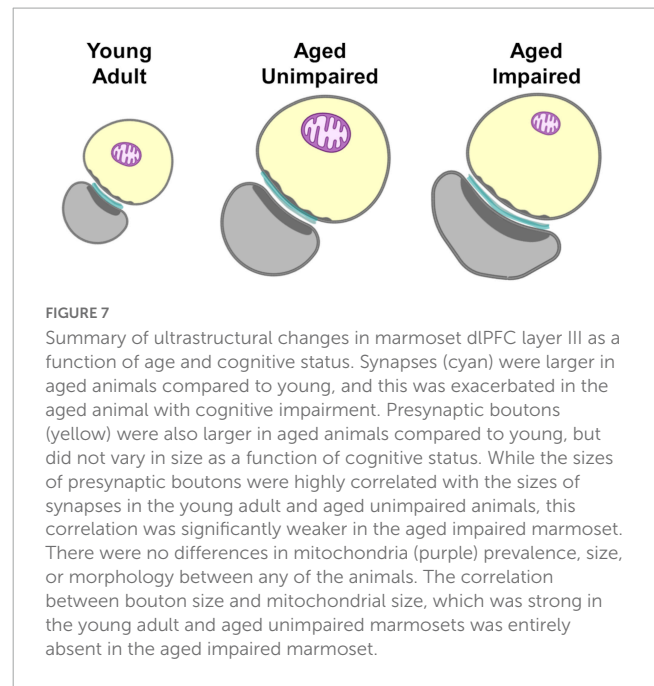 Young Adult
Aged Unimpaired
Aged Impaired
FIGURE 7
Summary of ultrastructural changes in marmoset dlPFC layer III as a
function of age and cognitive status. Synapses (cyan) were larger in
aged animals compared to young, and this was exacerbated in the
aged animal with cognitive impairment. Presynaptic boutons
(yellow) were also larger in aged animals compared to young, but
did not vary in size as a function of cognitive status. While the sizes
of presynaptic boutons were highly correlated with the sizes of
synapses in the young adult and aged unimpaired animals, this
correlation was significantly weaker in the aged impaired marmoset.
There were no differences in mitochondria (purple) prevalence, size,
or morphology between any of the animals. The correlation
between bouton size and mitochondrial size, which was strong in
the young adult and aged unimpaired marmosets was entirely
absent in the aged impaired marmoset.